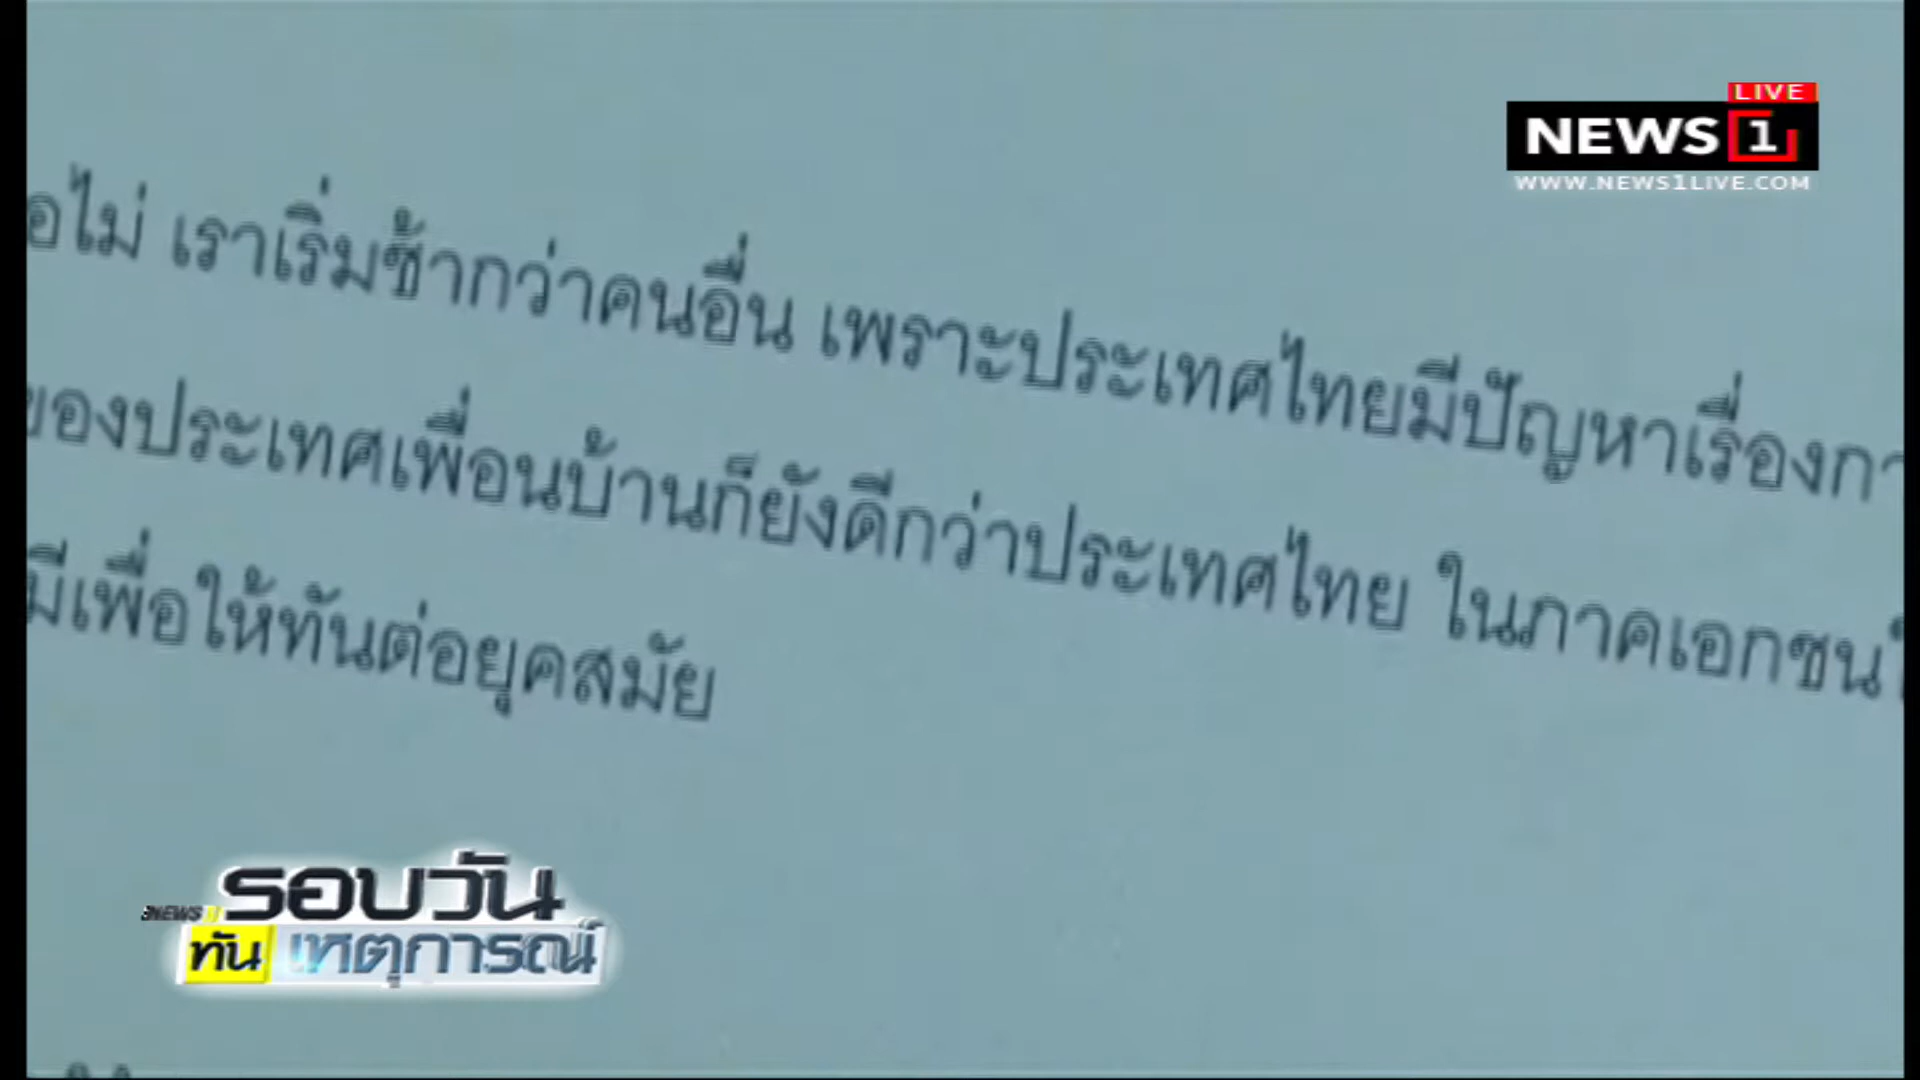 LIVE
NEWS 1
WWW.NEWS1LIVE.COM
อไม่ เราเริ่มช้ากว่าคนอื่น เพราะประเทศไทยมีปัญหาเรื่องกา
ของประเทศเพื่อนบ้านก็ยังดีกว่าประเทศไทย ในภาคเอกชนใ
มีเพื่อให้ทันต่อยุคสมัย
NEWS1 รอบวัน
ทัน เหตุการณ์